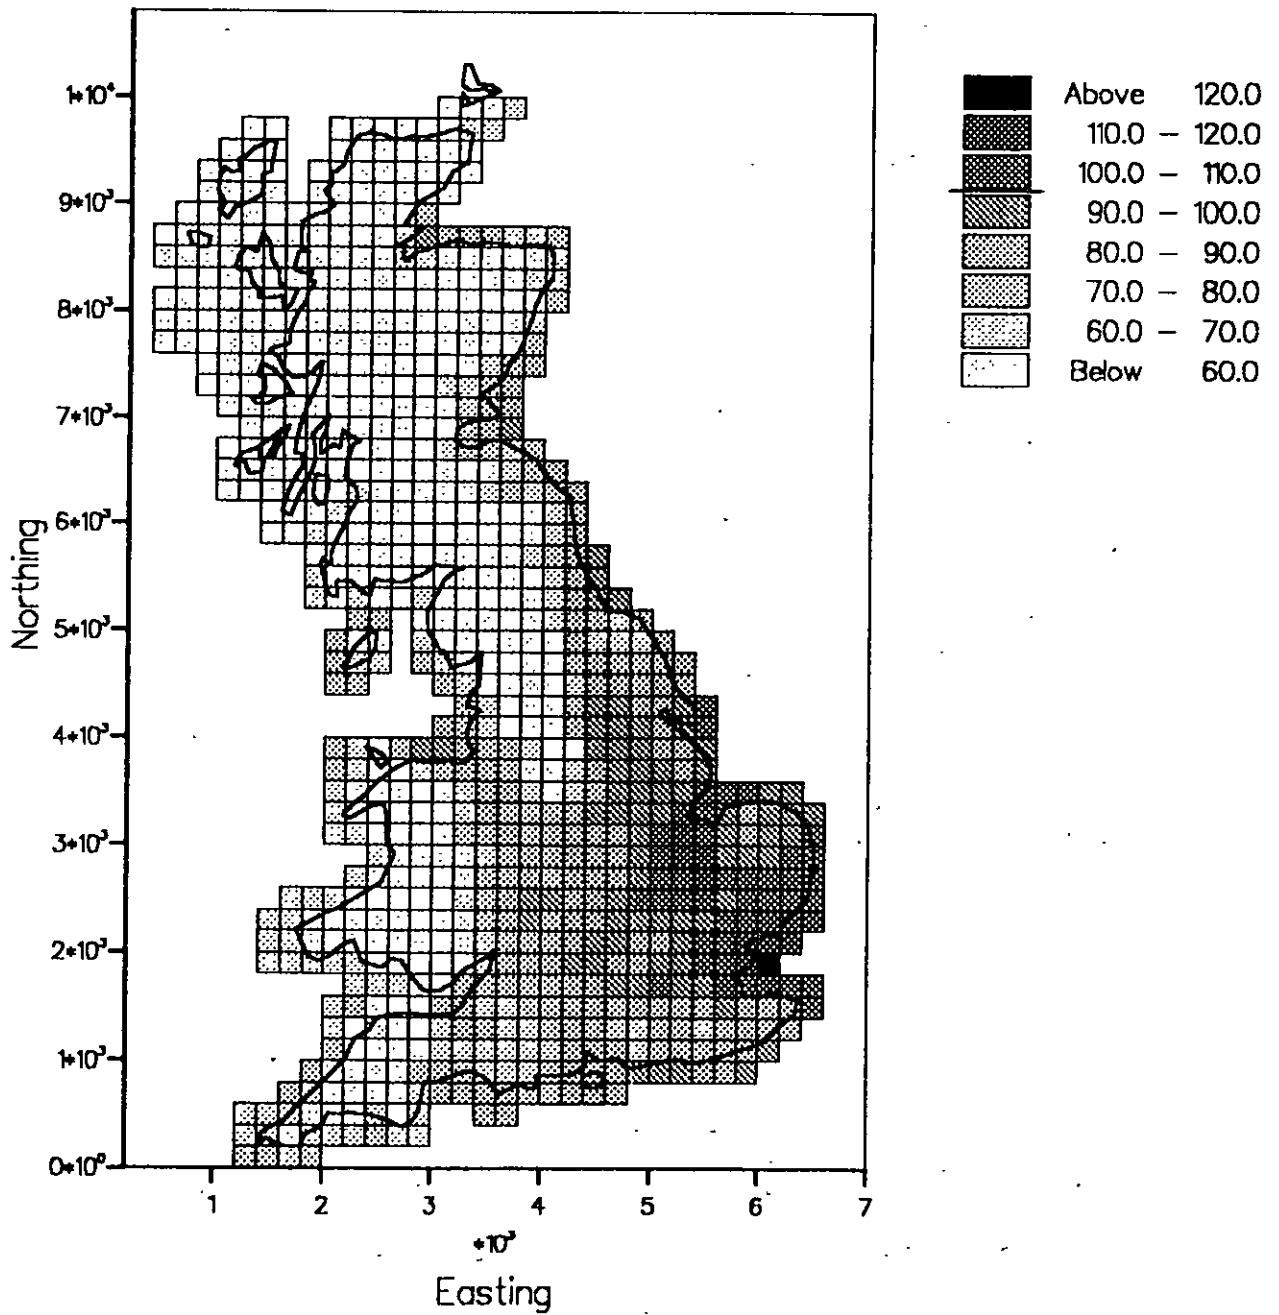 1*10⁴
9*10³
8*10³
7*10³
6*10³
5*10³
4*10³
3*10³
2*10³
1*10³
0*10⁰
Northing
1 2 3 4 5 6 7
*10³
Easting
Above 120.0
110.0 – 120.0
100.0 – 110.0
90.0 – 100.0
80.0 – 90.0
70.0 – 80.0
60.0 – 70.0
Below 60.0